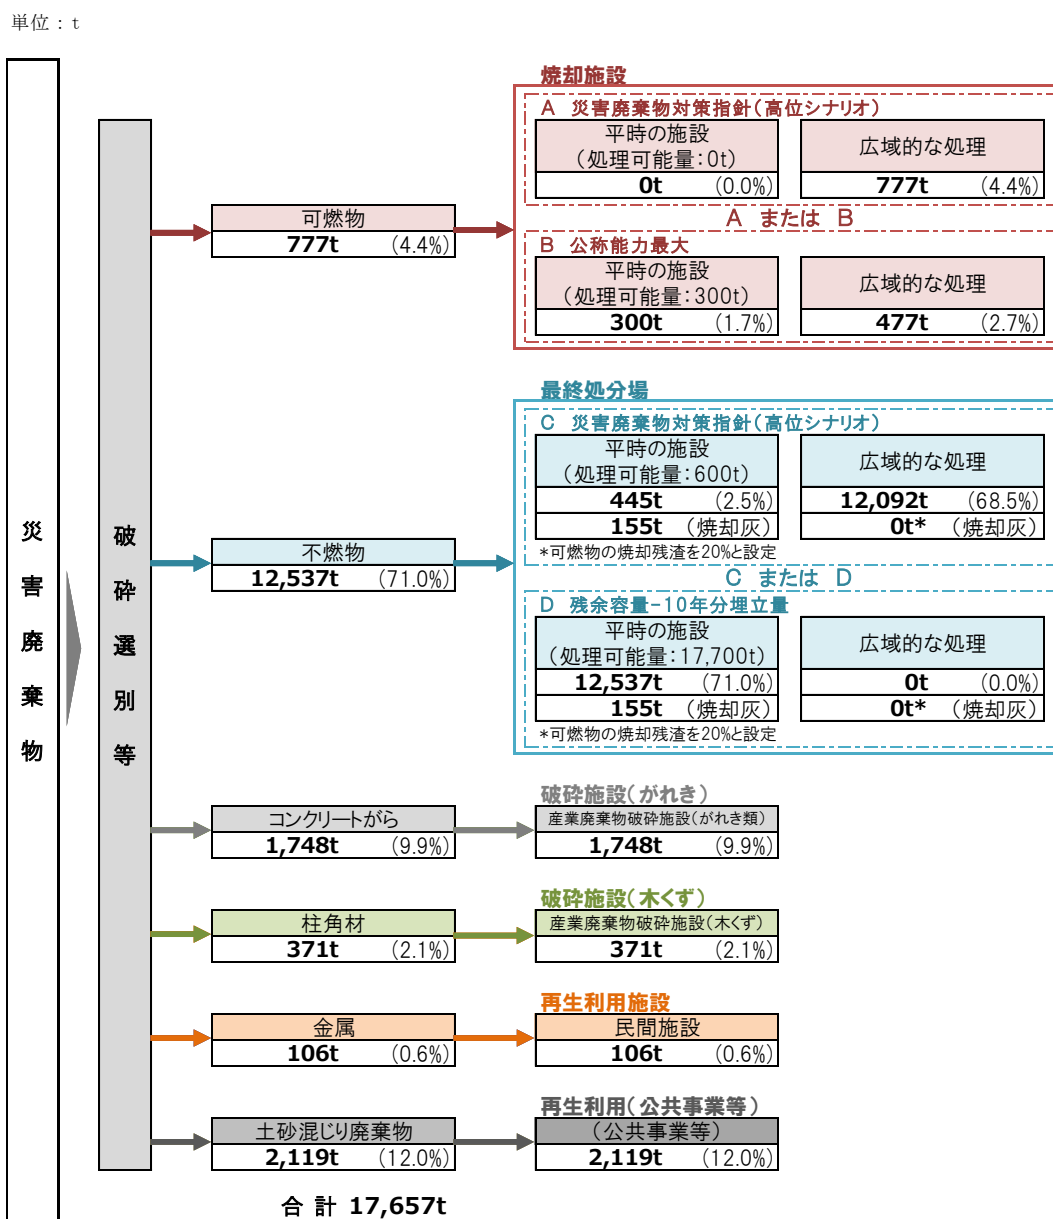 単位：t
災害廃棄物
破砕選別等
焼却施設
A 災害廃棄物対策指針(高位シナリオ)
平時の施設
(処理可能量:0t)
0t (0.0%)
広域的な処理
777t (4.4%)
可燃物
777t (4.4%)
A または B
B 公称能力最大
平時の施設
(処理可能量:300t)
300t (1.7%)
広域的な処理
477t (2.7%)
最終処分場
C 災害廃棄物対策指針(高位シナリオ)
平時の施設
(処理可能量:600t)
445t (2.5%)
155t (焼却灰)
広域的な処理
12,092t (68.5%)
0t* (焼却灰)
*可燃物の焼却残渣を20%と設定
不燃物
12,537t (71.0%)
C または D
D 残余容量-10年分埋立量
平時の施設
(処理可能量:17,700t)
12,537t (71.0%)
155t (焼却灰)
広域的な処理
0t (0.0%)
0t* (焼却灰)
*可燃物の焼却残渣を20%と設定
破砕施設(がれき)
コンクリートがら
1,748t (9.9%)
産業廃棄物破砕施設(がれき類)
1,748t (9.9%)
破砕施設(木くず)
柱角材
371t (2.1%)
産業廃棄物破砕施設(木くず)
371t (2.1%)
再生利用施設
金属
106t (0.6%)
民間施設
106t (0.6%)
再生利用(公共事業等)
土砂混じり廃棄物
2,119t (12.0%)
(公共事業等)
2,119t (12.0%)
合計 17,657t